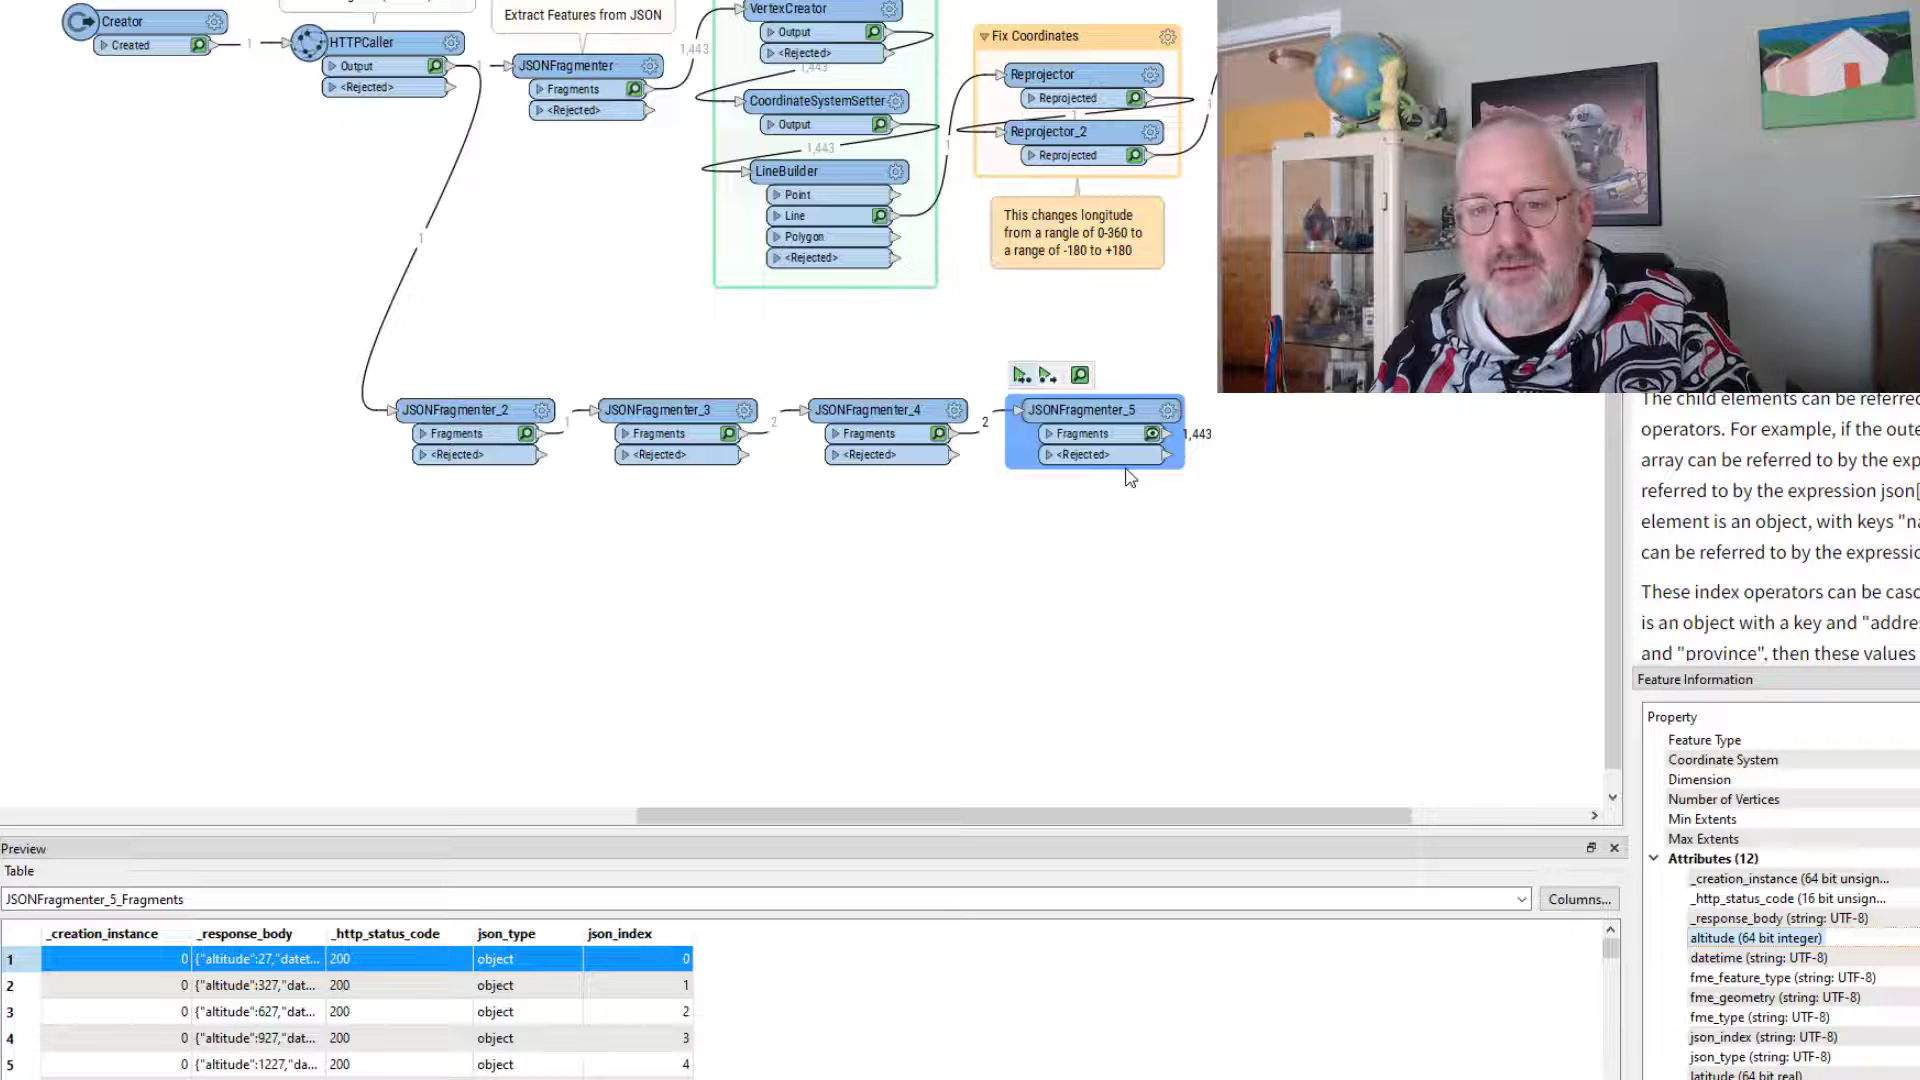 Creator
Created
1
HTTPCaller
Output
<Rejected>
1
Extract Features from JSON
JSONFragmenter
Fragments
<Rejected>
1,443
VertexCreator
Output
<Rejected>
1,443
CoordinateSystemSetter
Output
1,443
LineBuilder
Point
Line
Polygon
<Rejected>
1
Fix Coordinates
Reprojector
Reprojected
1
Reprojector_2
Reprojected
1
This changes longitude
from a rangle of 0-360 to
a range of -180 to +180
1
JSONFragmenter_2
Fragments
<Rejected>
1
JSONFragmenter_3
Fragments
<Rejected>
2
JSONFragmenter_4
Fragments
<Rejected>
2
JSONFragmenter_5
Fragments
<Rejected>
1,443
The child elements can be referred
operators. For example, if the oute
array can be referred to by the exp
referred to by the expression json[
element is an object, with keys "na
can be referred to by the expressio
These index operators can be casc
is an object with a key and "addre
and "province", then these values
Feature Information
Property
Feature Type
Coordinate System
Dimension
Number of Vertices
Min Extents
Max Extents
Attributes (12)
_creation_instance (64 bit unsign...
_http_status_code (16 bit unsign...
_response_body (string: UTF-8)
altitude (64 bit integer)
datetime (string: UTF-8)
fme_feature_type (string: UTF-8)
fme_geometry (string: UTF-8)
fme_type (string: UTF-8)
json_index (string: UTF-8)
json_type (string: UTF-8)
latitude (64 bit real)
Preview
Table
JSONFragmenter_5_Fragments
Columns...
_creation_instance _response_body _http_status_code json_type json_index
1 0 {"altitude":27,"datet... 200 object 0
2 0 {"altitude":327,"dat... 200 object 1
3 0 {"altitude":627,"dat... 200 object 2
4 0 {"altitude":927,"dat... 200 object 3
5 0 {"altitude":1227,"da... 200 object 4